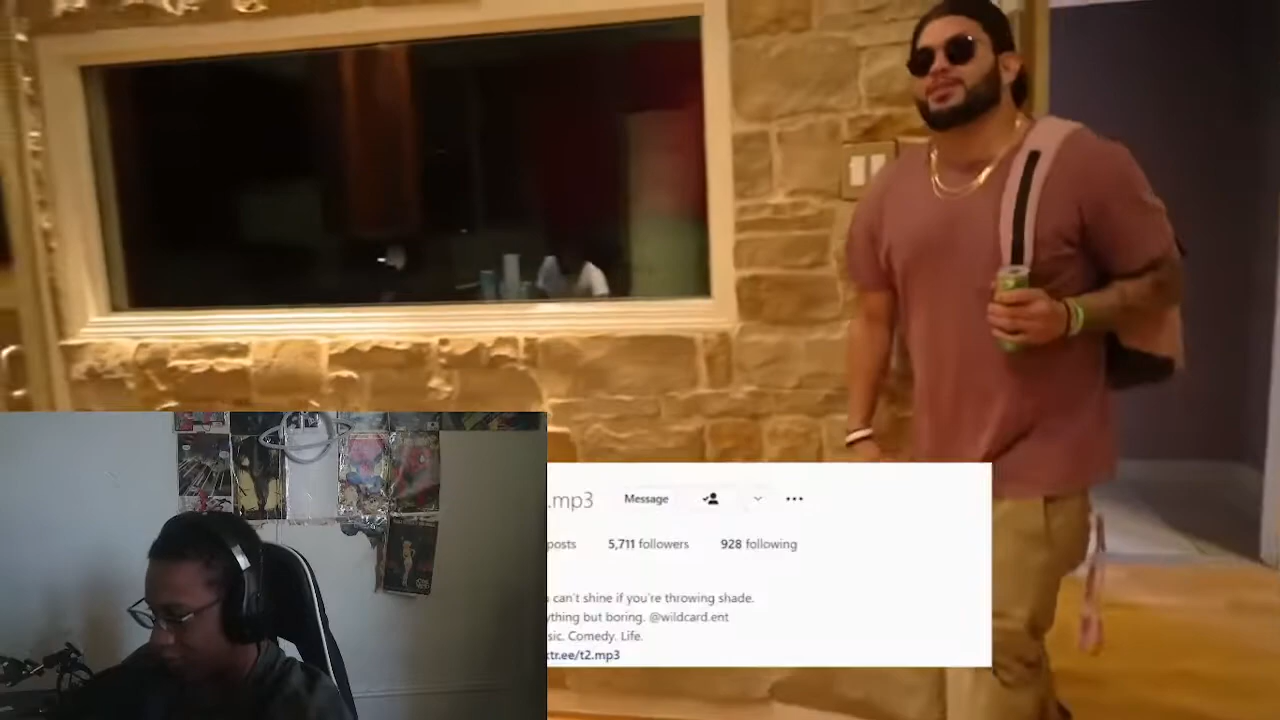 .mp3 Message
posts 5,711 followers 928 following
can't shine if you're throwing shade.
ything but boring. @wildcard.ent
sic. Comedy. Life.
tr.ee/t2.mp3